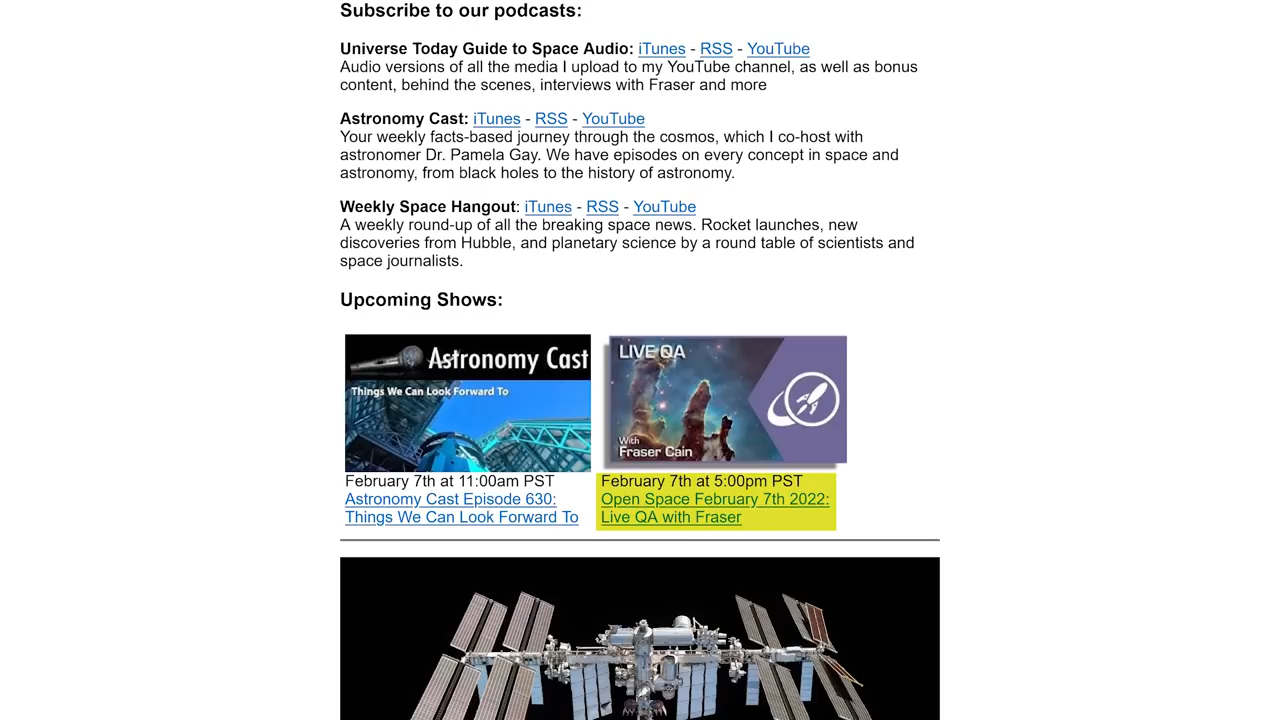 Subscribe to our podcasts:
Universe Today Guide to Space Audio: iTunes - RSS - YouTube
Audio versions of all the media I upload to my YouTube channel, as well as bonus
content, behind the scenes, interviews with Fraser and more
Astronomy Cast: iTunes - RSS - YouTube
Your weekly facts-based journey through the cosmos, which I co-host with
astronomer Dr. Pamela Gay. We have episodes on every concept in space and
astronomy, from black holes to the history of astronomy.
Weekly Space Hangout: iTunes - RSS - YouTube
A weekly round-up of all the breaking space news. Rocket launches, new
discoveries from Hubble, and planetary science by a round table of scientists and
space journalists.
Upcoming Shows:
Astronomy Cast
Things We Can Look Forward To
February 7th at 11:00am PST
Astronomy Cast Episode 630:
Things We Can Look Forward To
LIVE QA
With
Fraser Cain
February 7th at 5:00pm PST
Open Space February 7th 2022:
Live QA with Fraser